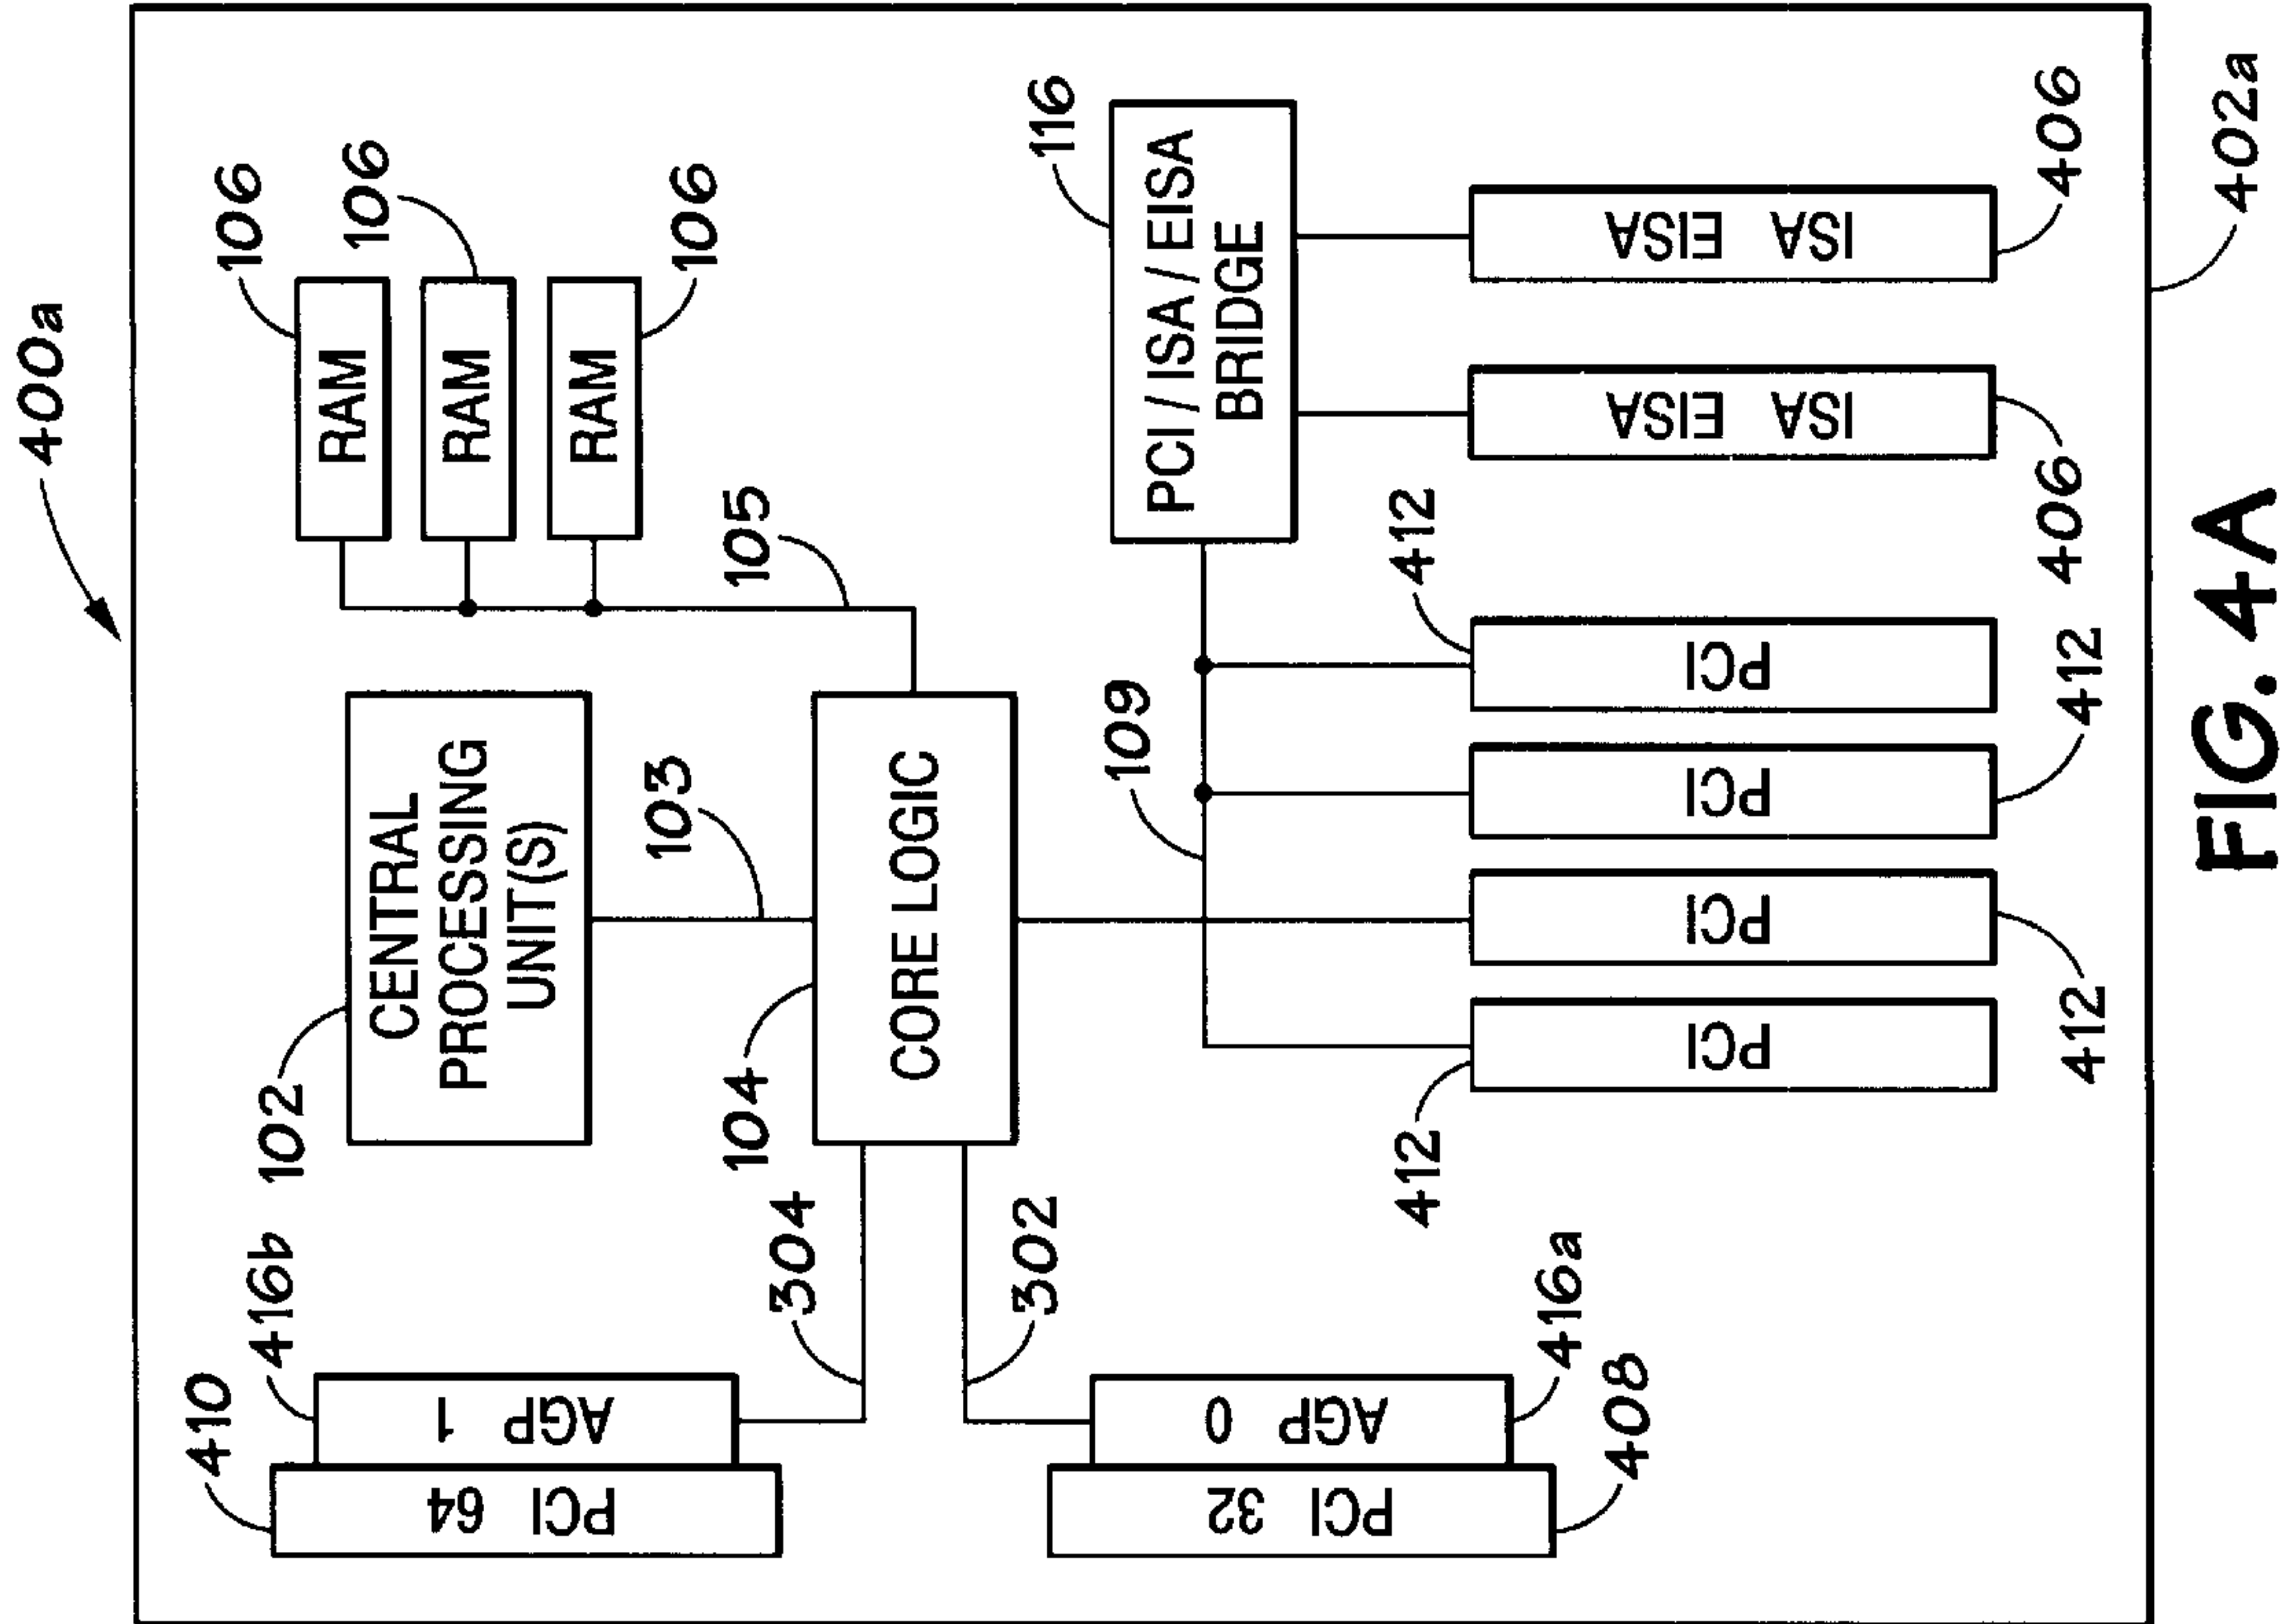 400a
106
106
106
RAM
RAM
RAM
105
CENTRAL
PROCESSING
UNIT(S)
102
103
CORE LOGIC
104
304
302
410
416b
PCI 64
AGP 1
PCI 32
AGP 0
416a
408
116
PCI / ISA / EISA
BRIDGE
109
412
412
412
412
PCI
PCI
PCI
PCI
ISA EISA
ISA EISA
406
406
402a
FIG. 4A